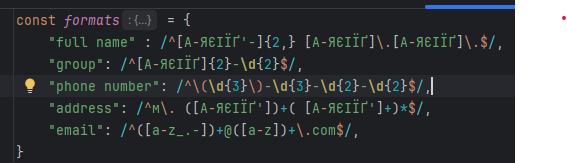 const formats :{...} = {
"full name" : /^[А-ЯЄІЇҐ'-]{2,} [А-ЯЄІЇҐ]\.[А-ЯЄІЇҐ]\.$/,
"group": /^[А-ЯЄІЇҐ]{2}-\d{2}$/,
"phone number": /^\(\d{3}\)-\d{3}-\d{2}-\d{2}$/,
"address": /^м\. ([А-ЯЄІЇҐ'])+( [А-ЯЄІЇҐ']+)*$/,
"email": /^([a-z_.-])+@([a-z])+\.com$/,
}